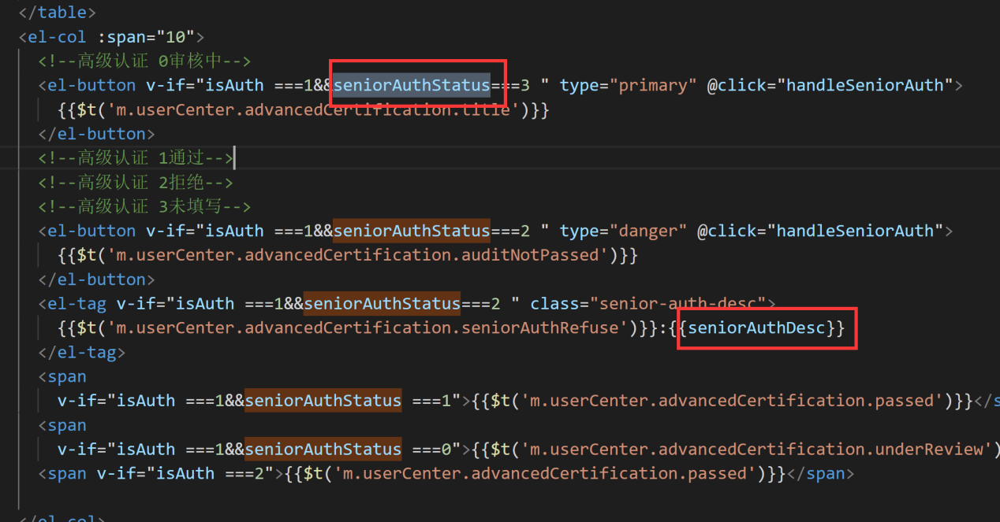 </table>
<el-col :span="10">
<!--高级认证 0审核中-->
<el-button v-if="isAuth ===1&&seniorAuthStatus===3 " type="primary" @click="handleSeniorAuth">
{{$t('m.userCenter.advancedCertification.title')}}
</el-button>
<!--高级认证 1通过-->
<!--高级认证 2拒绝-->
<!--高级认证 3未填写-->
<el-button v-if="isAuth ===1&&seniorAuthStatus===2 " type="danger" @click="handleSeniorAuth">
{{$t('m.userCenter.advancedCertification.auditNotPassed')}}
</el-button>
<el-tag v-if="isAuth ===1&&seniorAuthStatus===2 " class="senior-auth-desc">
{{$t('m.userCenter.advancedCertification.seniorAuthRefuse')}}:{{seniorAuthDesc}}
</el-tag>
<span
v-if="isAuth ===1&&seniorAuthStatus ===1">{{$t('m.userCenter.advancedCertification.passed')}}</s
<span
v-if="isAuth ===1&&seniorAuthStatus ===0">{{$t('m.userCenter.advancedCertification.underReview')
<span v-if="isAuth ===2">{{$t('m.userCenter.advancedCertification.passed')}}</span>
</el-col>